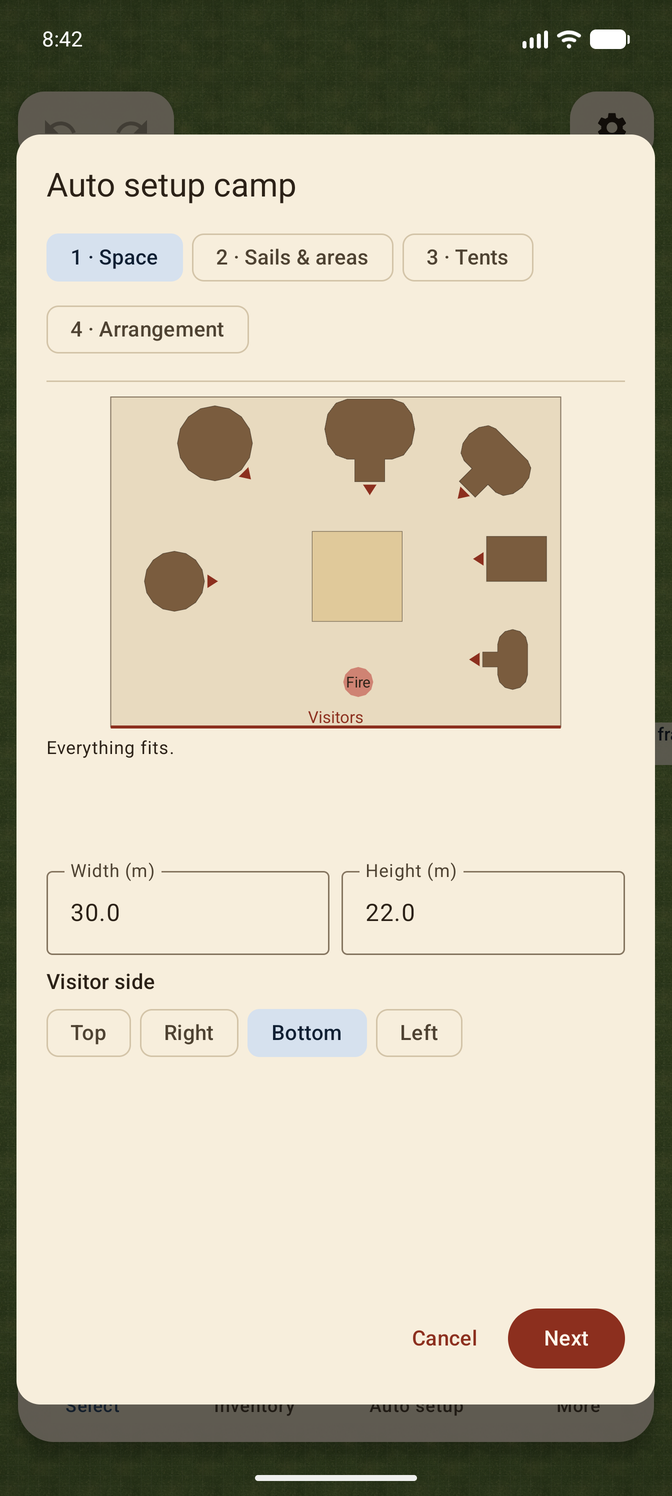 8:42
Auto setup camp
1 · Space
2 · Sails & areas
3 · Tents
4 · Arrangement
Fire
Visitors
Everything fits.
Width (m)
Height (m)
30.0
22.0
Visitor side
Top
Right
Bottom
Left
Cancel
Next
Select
Inventory
Auto setup
More